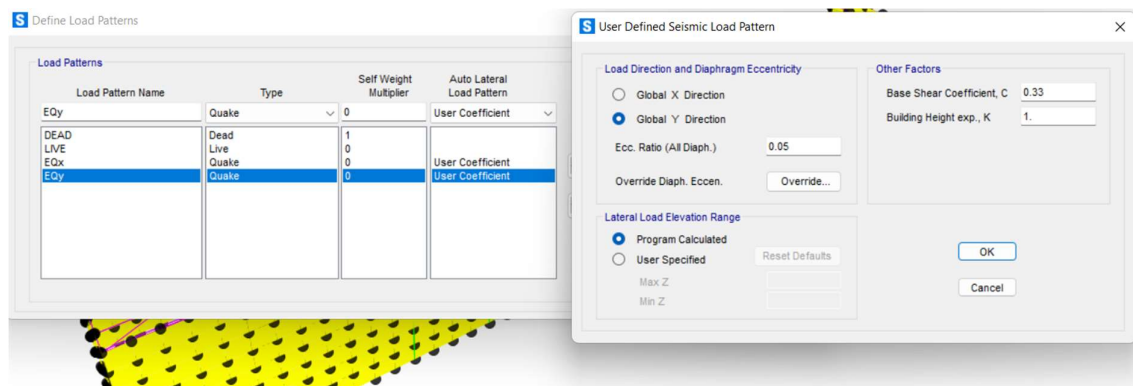 S Define Load Patterns
Load Patterns
Load Pattern Name Type Self Weight Multiplier Auto Lateral Load Pattern
EQy Quake 0 User Coefficient
DEAD Dead 1
LIVE Live 0
EQx Quake 0 User Coefficient
EQy Quake 0 User Coefficient
S User Defined Seismic Load Pattern
Load Direction and Diaphragm Eccentricity
Global X Direction
Global Y Direction
Ecc. Ratio (All Diaph.) 0.05
Override Diaph. Eccen. Override...
Lateral Load Elevation Range
Program Calculated
User Specified Reset Defaults
Max Z
Min Z
Other Factors
Base Shear Coefficient, C 0.33
Building Height exp., K 1.
OK
Cancel